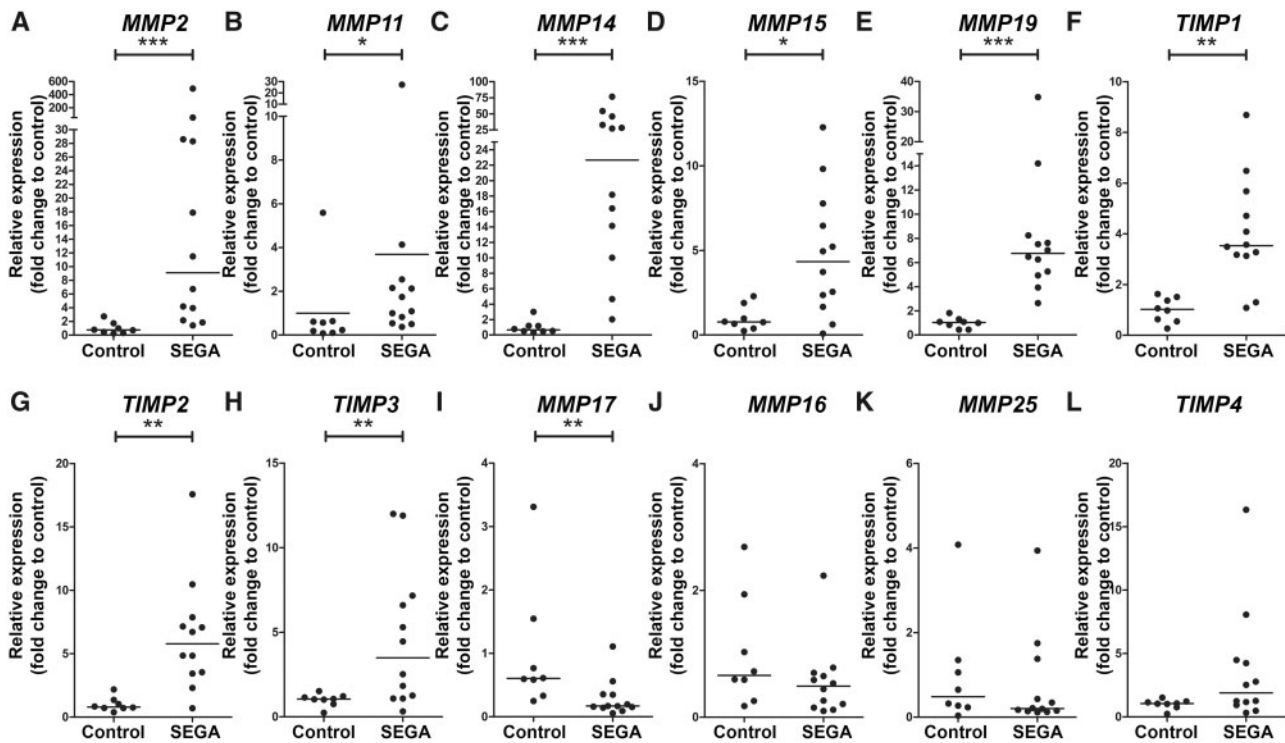 A MMP2 B MMP11 C MMP14 D MMP15 E MMP19 F TIMP1
*** * *** * *** **
Relative expression
(fold change to control)
600
400
200
30
28
26
24
22
20
18
16
14
12
10
8
6
4
2
0
Control SEGA
Relative expression
(fold change to control)
30
20
10
6
4
2
0
Control SEGA
Relative expression
(fold change to control)
100
75
50
25
24
22
20
18
16
14
12
10
8
6
4
2
0
Control SEGA
Relative expression
(fold change to control)
15
10
5
0
Control SEGA
Relative expression
(fold change to control)
40
30
20
14
12
10
8
6
4
2
0
Control SEGA
Relative expression
(fold change to control)
10
8
6
4
2
0
Control SEGA
G TIMP2 H TIMP3 I MMP17 J MMP16 K MMP25 L TIMP4
** ** **
Relative expression
(fold change to control)
20
15
10
5
0
Control SEGA
Relative expression
(fold change to control)
15
10
5
0
Control SEGA
Relative expression
(fold change to control)
4
3
2
1
0
Control SEGA
Relative expression
(fold change to control)
4
2
0
Control SEGA
Relative expression
(fold change to control)
6
4
2
0
Control SEGA
Relative expression
(fold change to control)
20
15
10
5
0
Control SEGA